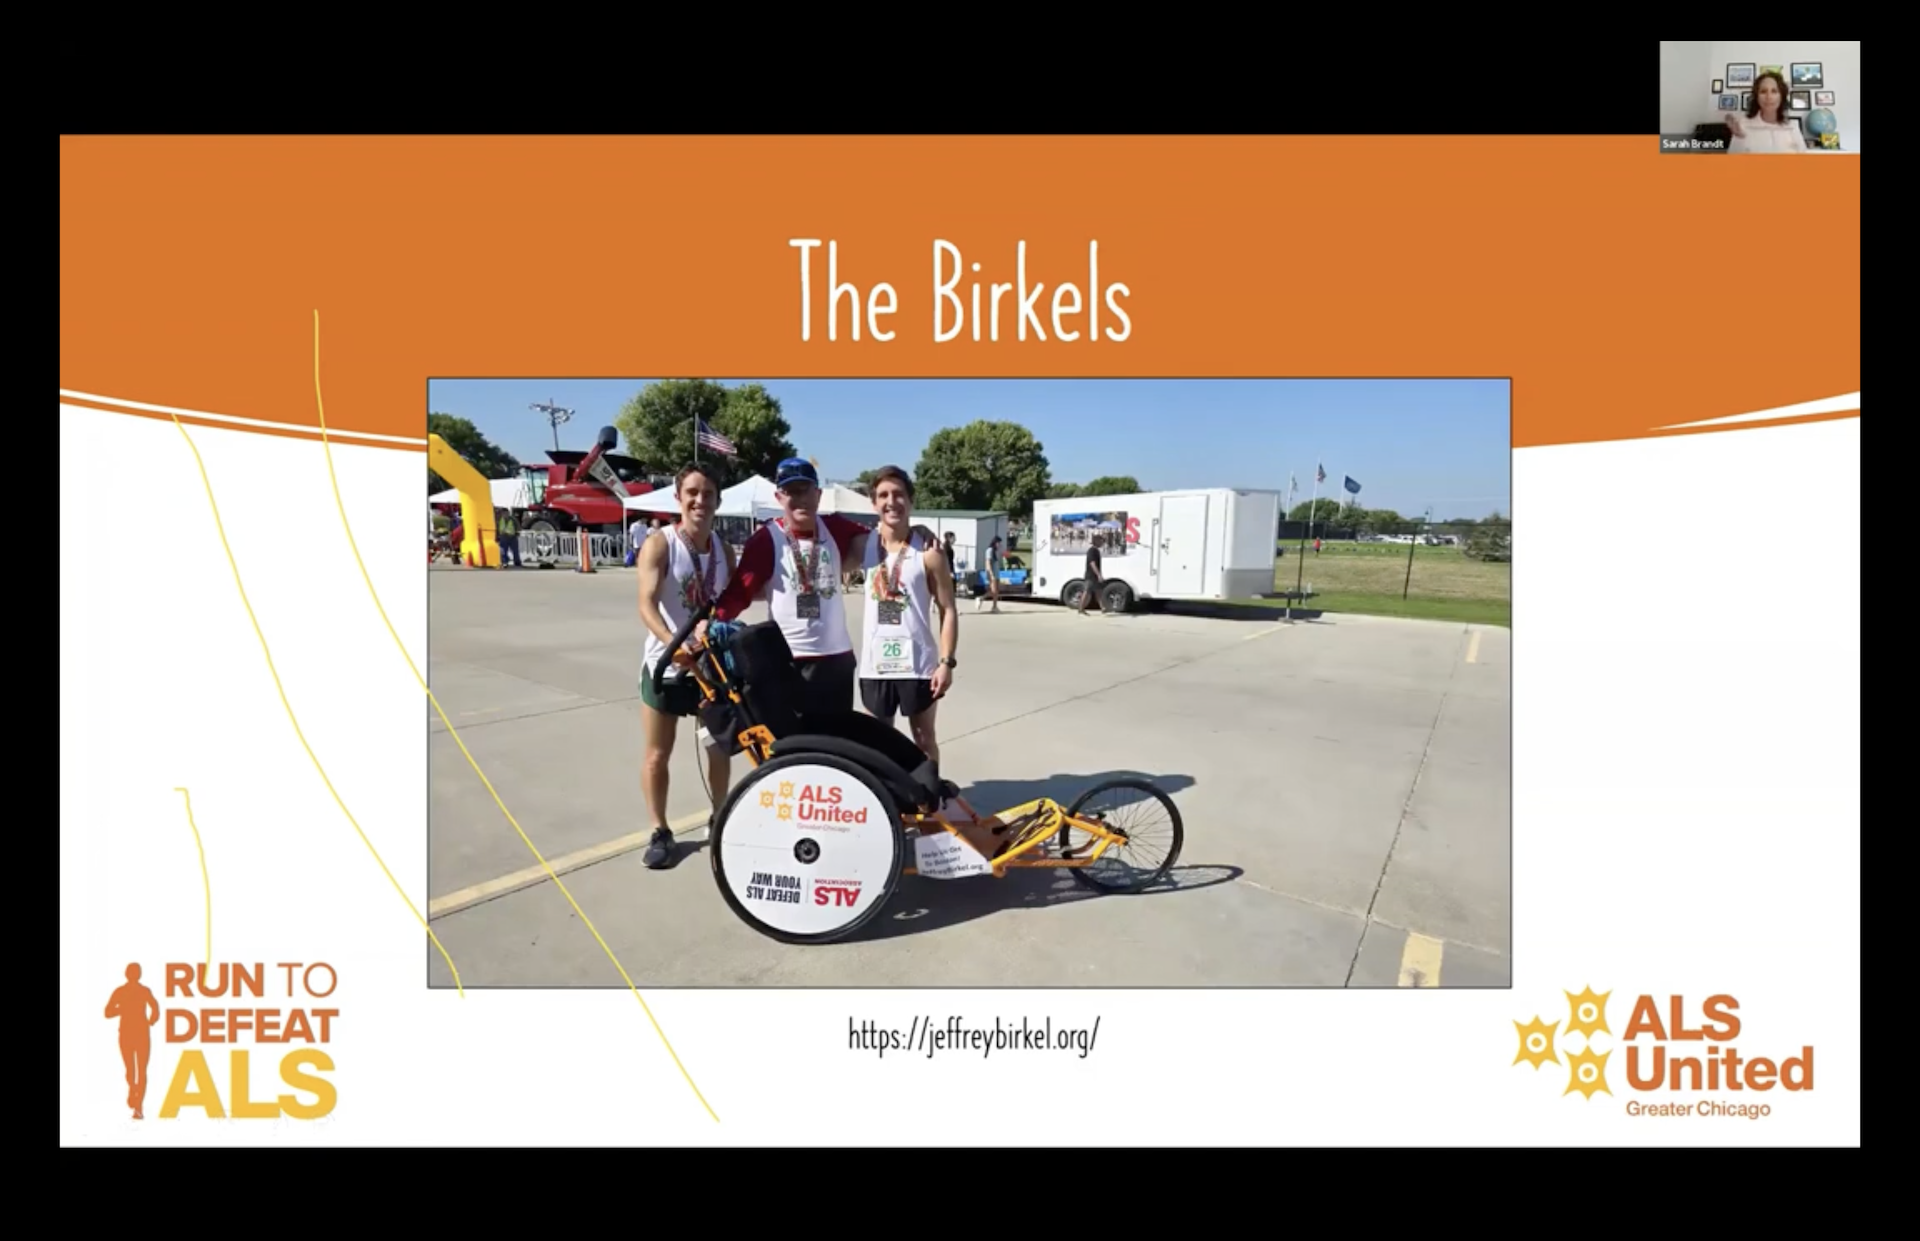 Sarah Brandt
The Birkels
26
ALS
United
Greater Chicago
DEFEAT ALS
YOUR WAY
ALS
ASSOCIATION
https://jeffreybirkel.org/
RUN TO
DEFEAT
ALS
ALS
United
Greater Chicago